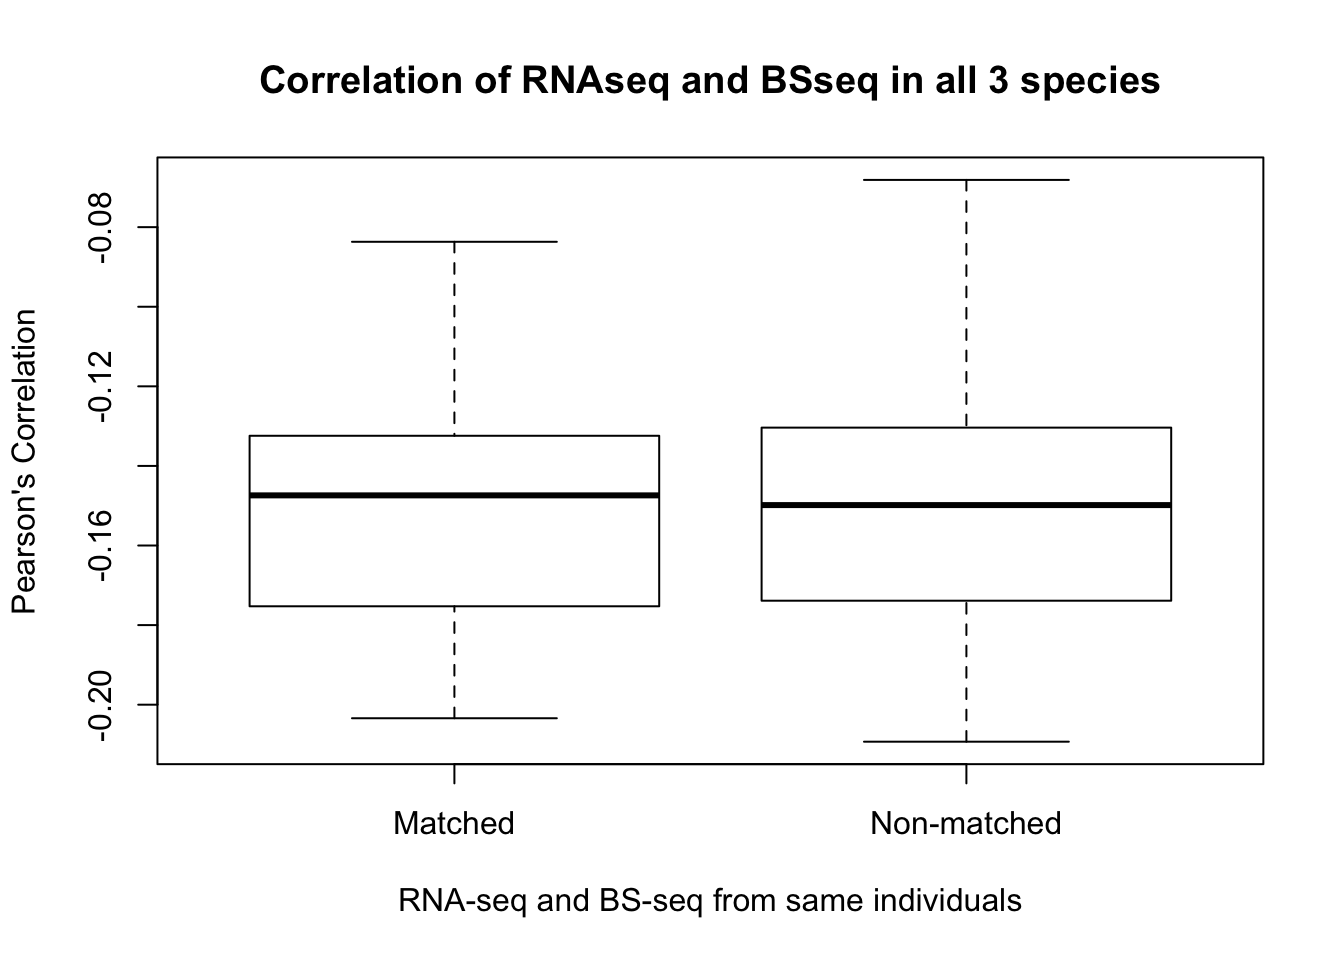 Correlation of RNAseq and BSseq in all 3 species
Pearson's Correlation
-0.08
-0.12
-0.16
-0.20
Matched
Non-matched
RNA-seq and BS-seq from same individuals